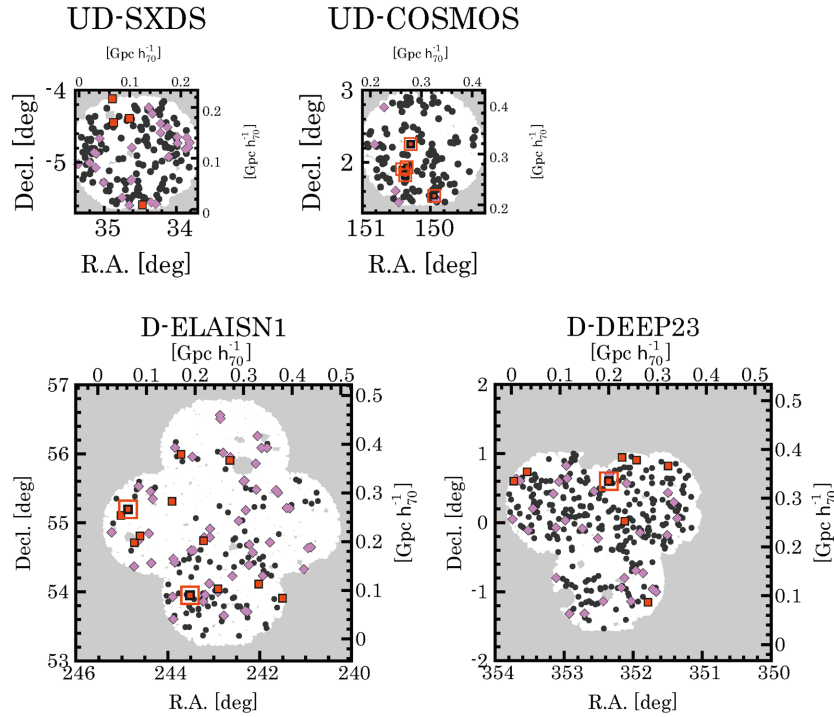 UD-SXDS
UD-COSMOS
[Gpc h₇₀⁻¹]
[Gpc h₇₀⁻¹]
0 0.1 0.2
0.2 0.3 0.4
-4
-5
Decl. [deg]
0.2
0.1
0
[Gpc h₇₀⁻¹]
3
2
Decl. [deg]
0.4
0.3
0.2
[Gpc h₇₀⁻¹]
35 34
151 150
R.A. [deg]
R.A. [deg]
D-ELAISN1
D-DEEP23
[Gpc h₇₀⁻¹]
[Gpc h₇₀⁻¹]
0 0.1 0.2 0.3 0.4 0.5
0 0.1 0.2 0.3 0.4 0.5
57
56
55
54
53
Decl. [deg]
0.5
0.4
0.3
0.2
0.1
0
[Gpc h₇₀⁻¹]
2
1
0
-1
-2
Decl. [deg]
0.5
0.4
0.3
0.2
0.1
0
[Gpc h₇₀⁻¹]
246 244 242 240
354 353 352 351 350
R.A. [deg]
R.A. [deg]